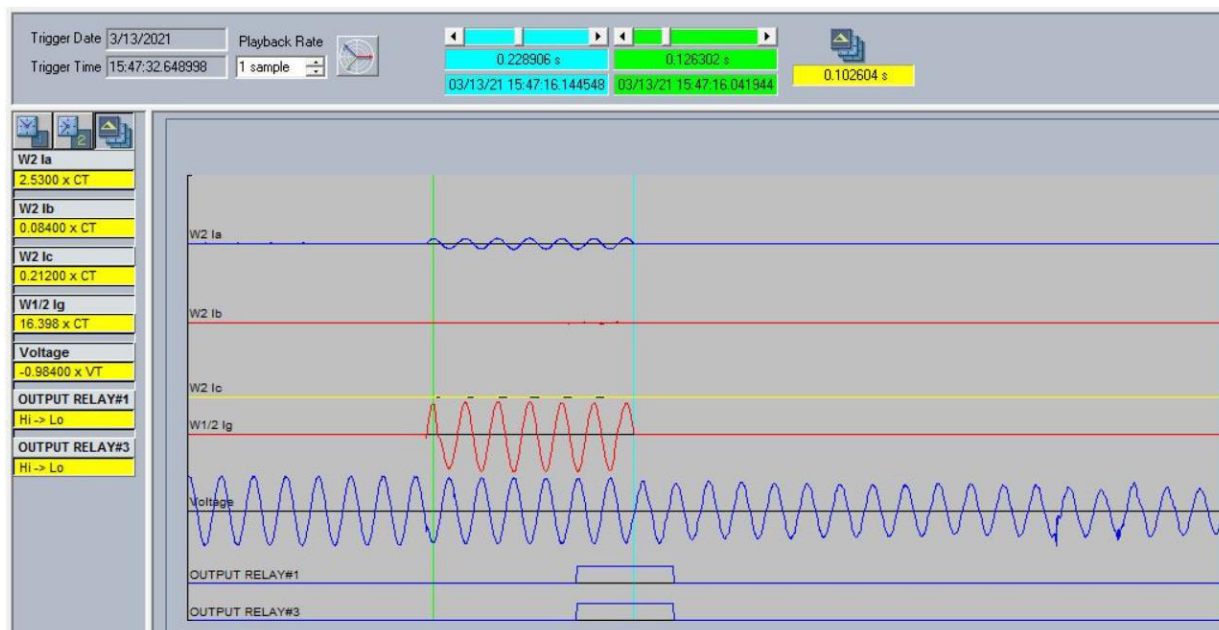 Trigger Date 3/13/2021
Trigger Time 15:47:32.648998
Playback Rate
1 sample
0.228906 s
03/13/21 15:47:16.144548
0.126302 s
03/13/21 15:47:16.041944
0.102604 s
2
W2 Ia
2.5300 x CT
W2 Ib
0.08400 x CT
W2 Ic
0.21200 x CT
W1/2 Ig
16.398 x CT
Voltage
-0.98400 x VT
OUTPUT RELAY#1
Hi -> Lo
OUTPUT RELAY#3
Hi -> Lo
W2 Ia
W2 Ib
W2 Ic
W1/2 Ig
Voltage
OUTPUT RELAY#1
OUTPUT RELAY#3